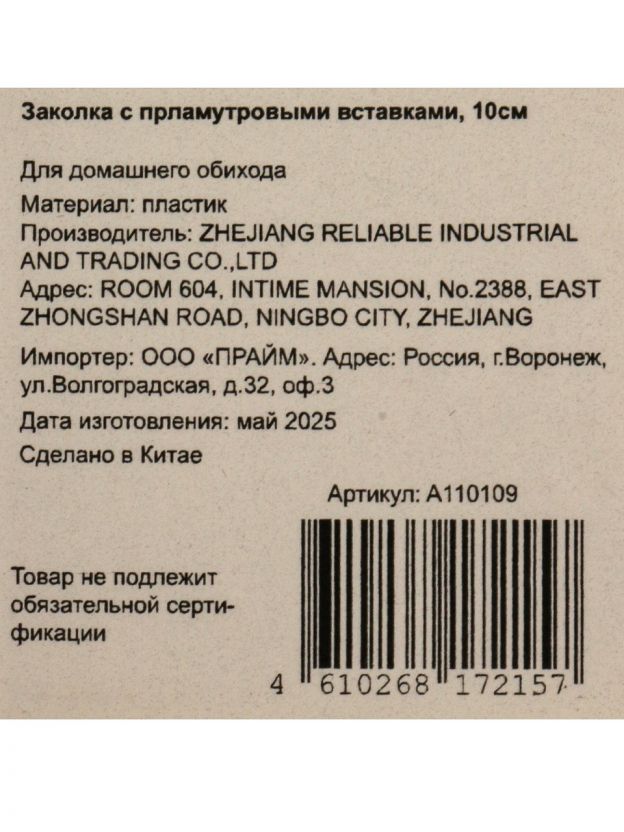 Заколка с прламутровыми вставками, 10см
Для домашнего обихода
Материал: пластик
Производитель: ZHEJIANG RELIABLE INDUSTRIAL
AND TRADING CO.,LTD
Адрес: ROOM 604, INTIME MANSION, No.2388, EAST
ZHONGSHAN ROAD, NINGBO CITY, ZHEJIANG
Импортер: ООО «ПРАЙМ». Адрес: Россия, г.Воронеж,
ул.Волгоградская, д.32, оф.3
Дата изготовления: май 2025
Сделано в Китае
Артикул: А110109
Товар не подлежит
обязательной серти-
фикации
4 610268 172157